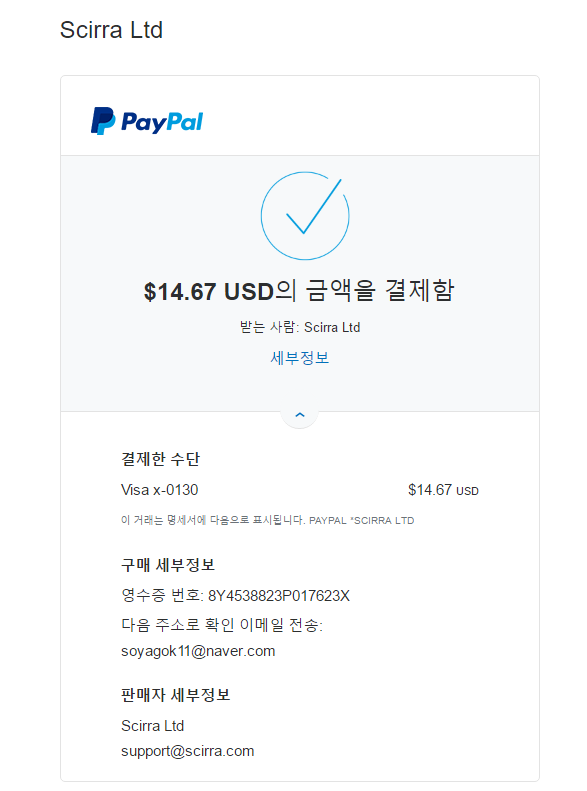 Scirra Ltd
PayPal
$14.67 USD의 금액을 결제함
받는 사람: Scirra Ltd
세부정보
결제한 수단
Visa x-0130 $14.67 USD
이 거래는 명세서에 다음으로 표시됩니다. PAYPAL *SCIRRA LTD
구매 세부정보
영수증 번호: 8Y4538823P017623X
다음 주소로 확인 이메일 전송:
soyagok11@naver.com
판매자 세부정보
Scirra Ltd
support@scirra.com